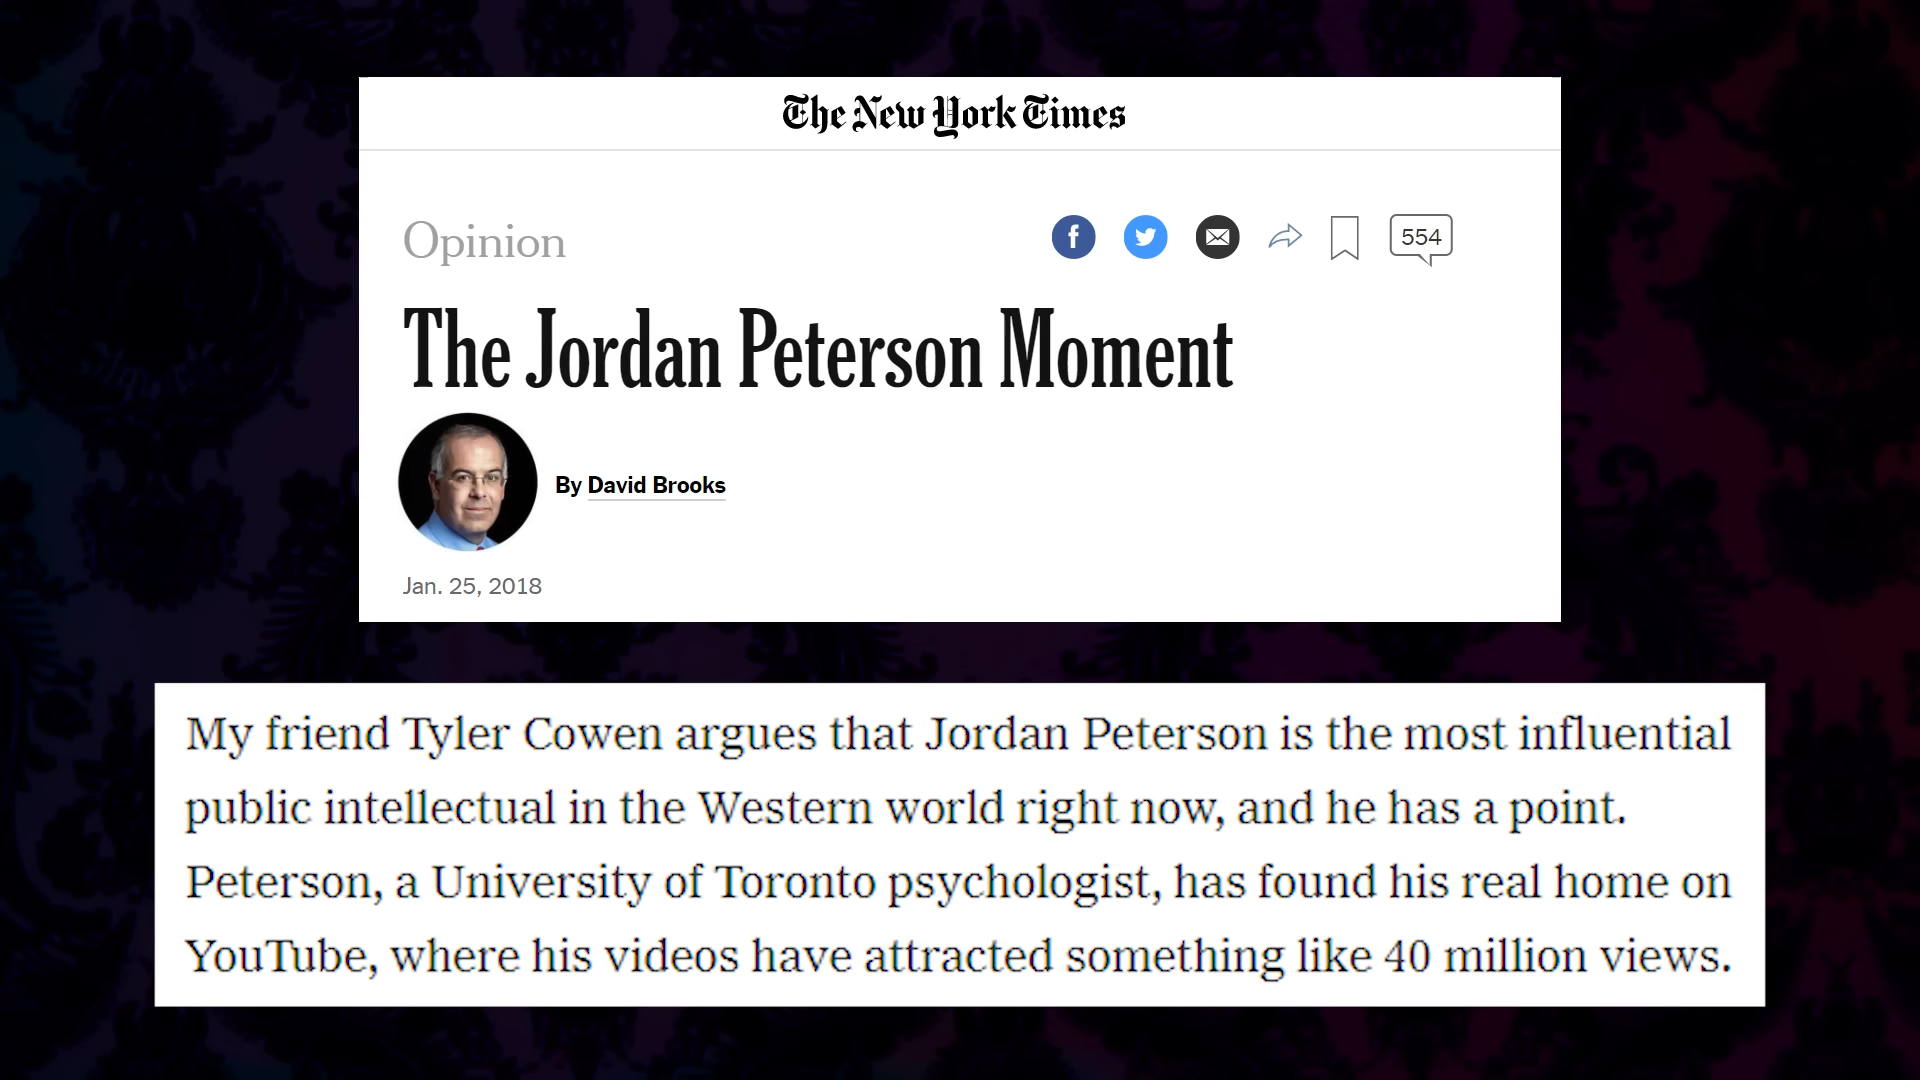 The New York Times
Opinion
554
The Jordan Peterson Moment
By David Brooks
Jan. 25, 2018
My friend Tyler Cowen argues that Jordan Peterson is the most influential
public intellectual in the Western world right now, and he has a point.
Peterson, a University of Toronto psychologist, has found his real home on
YouTube, where his videos have attracted something like 40 million views.